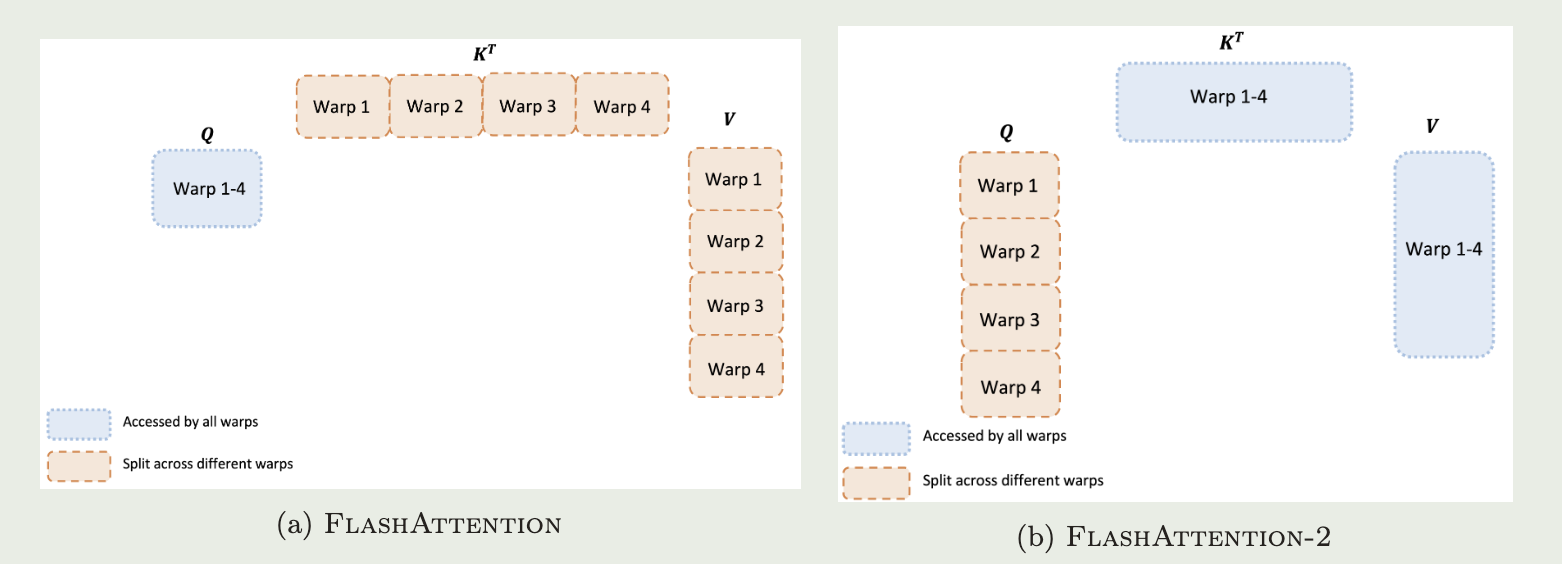 K^T
Warp 1 Warp 2 Warp 3 Warp 4
V
Q
Warp 1-4
Warp 1
Warp 2
Warp 3
Warp 4
Accessed by all warps
Split across different warps
(a) FLASHATTENTION
K^T
Warp 1-4
V
Q
Warp 1
Warp 2
Warp 3
Warp 4
Warp 1-4
Accessed by all warps
Split across different warps
(b) FLASHATTENTION-2